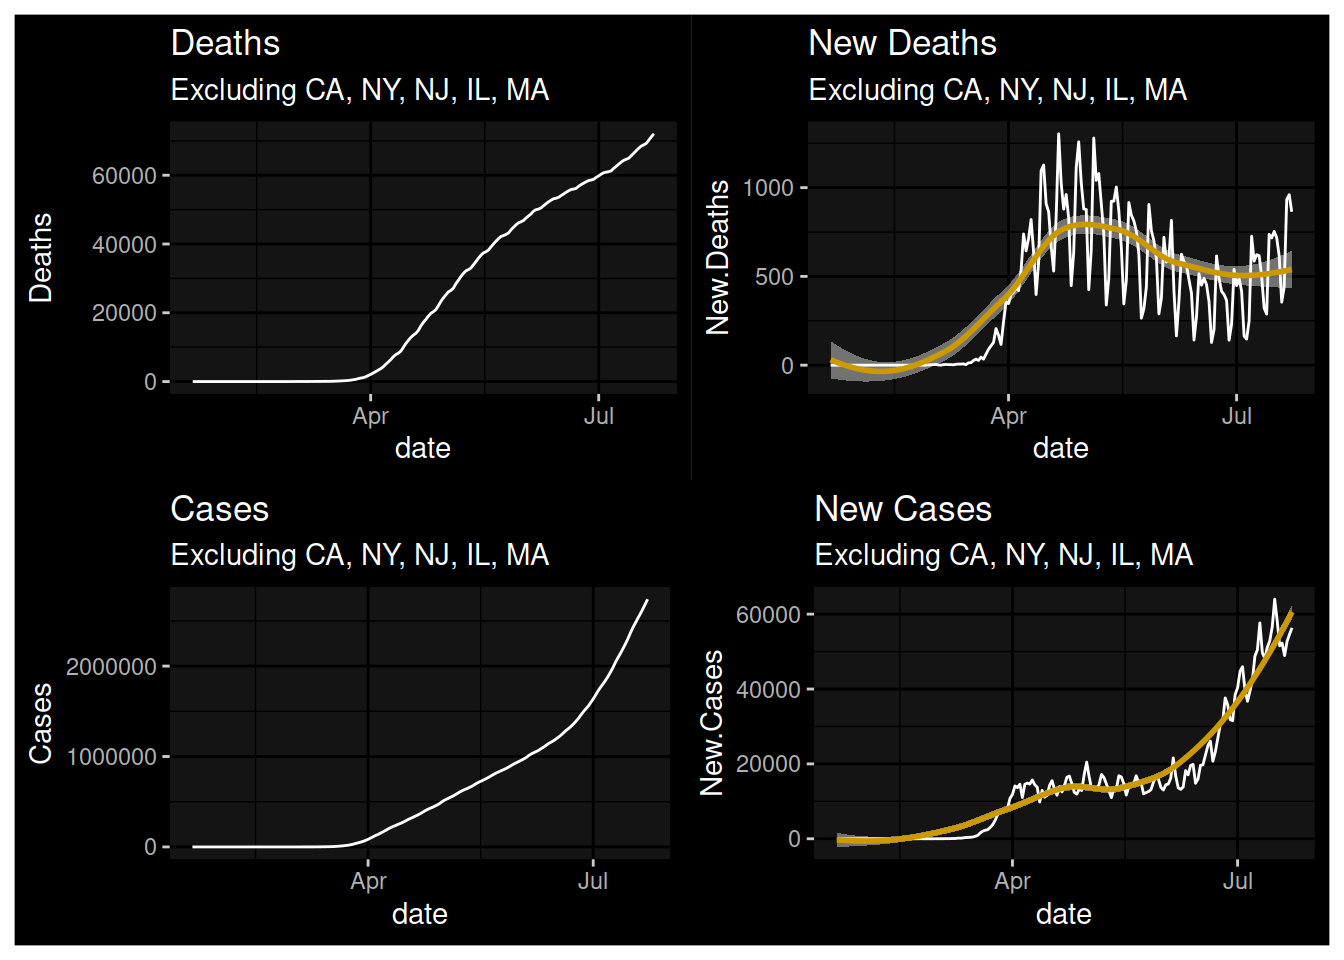 Deaths
Excluding CA, NY, NJ, IL, MA
60000
40000
20000
0
Deaths
Apr
Jul
date
New Deaths
Excluding CA, NY, NJ, IL, MA
1000
500
0
New.Deaths
Apr
Jul
date
Cases
Excluding CA, NY, NJ, IL, MA
2000000
1000000
0
Cases
Apr
Jul
date
New Cases
Excluding CA, NY, NJ, IL, MA
60000
40000
20000
0
New.Cases
Apr
Jul
date